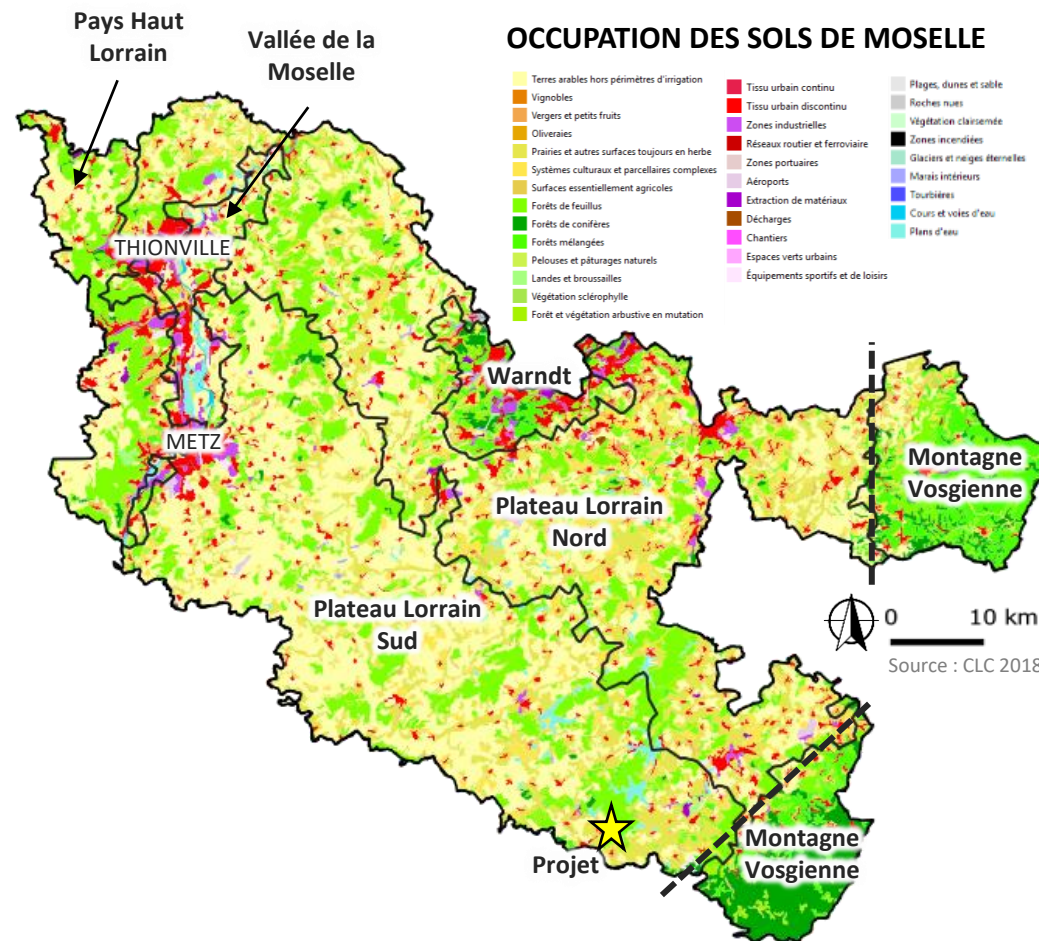 Pays Haut
Lorrain
Vallée de la
Moselle
OCCUPATION DES SOLS DE MOSELLE
Terres arables hors périmètres d'irrigation
Vignobles
Vergers et petits fruits
Oliveraies
Prairies et autres surfaces toujours en herbe
Systèmes culturaux et parcellaires complexes
Surfaces essentiellement agricoles
Forêts de feuillus
Forêts de conifères
Forêts mélangées
Pelouses et pâturages naturels
Landes et broussailles
Végétation sclérophylle
Forêt et végétation arbustive en mutation
Tissu urbain continu
Tissu urbain discontinu
Zones industrielles
Réseaux routier et ferroviaire
Zones portuaires
Aéroports
Extraction de matériaux
Décharges
Chantiers
Espaces verts urbains
Équipements sportifs et de loisirs
Plages, dunes et sable
Roches nues
Végétation clairsemée
Zones incendiées
Glaciers et neiges éternelles
Marais intérieurs
Tourbières
Cours et voies d'eau
Plans d'eau
THIONVILLE
Warndt
METZ
Montagne
Vosgienne
Plateau Lorrain
Nord
Plateau Lorrain
Sud
0 10 km
Source : CLC 2018
Projet
Montagne
Vosgienne